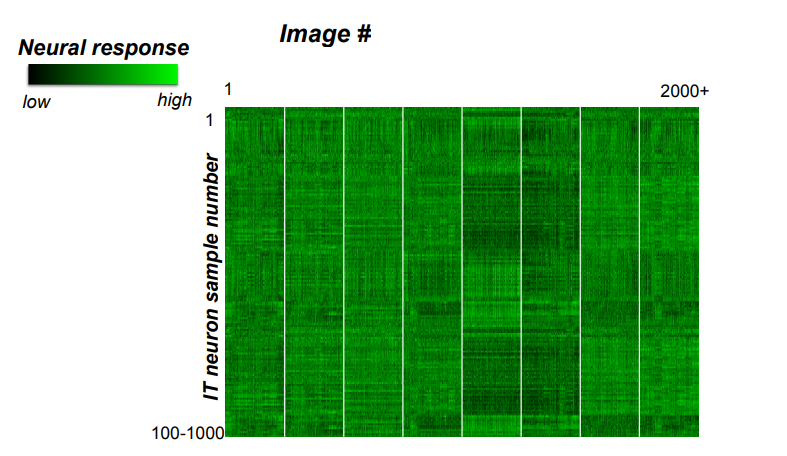 Image #
Neural response
low
high
1
2000+
1
IT neuron sample number
100-1000